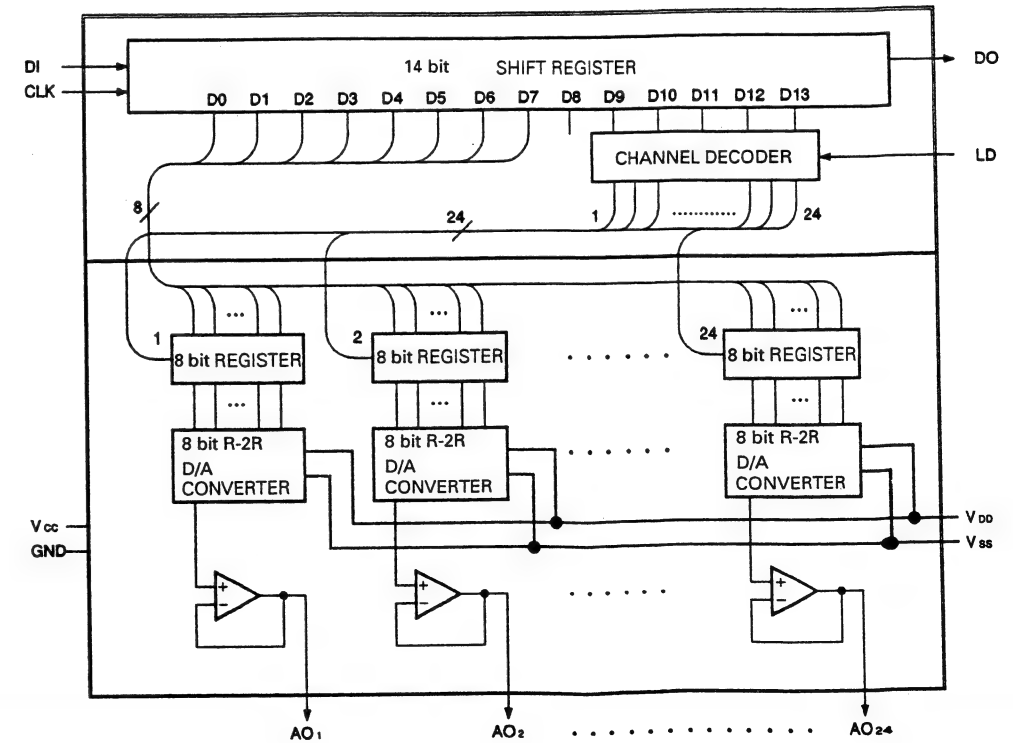 14 bit SHIFT REGISTER
DI
DO
CLK
D0 D1 D2 D3 D4 D5 D6 D7 D8 D9 D10 D11 D12 D13
CHANNEL DECODER
LD
8
24
1
24
1
2
24
8 bit REGISTER
8 bit REGISTER
8 bit REGISTER
8 bit R-2R
D/A
CONVERTER
8 bit R-2R
D/A
CONVERTER
8 bit R-2R
D/A
CONVERTER
Vcc
GND
VDD
VSS
+
−
+
−
+
−
AO1
AO2
AO24